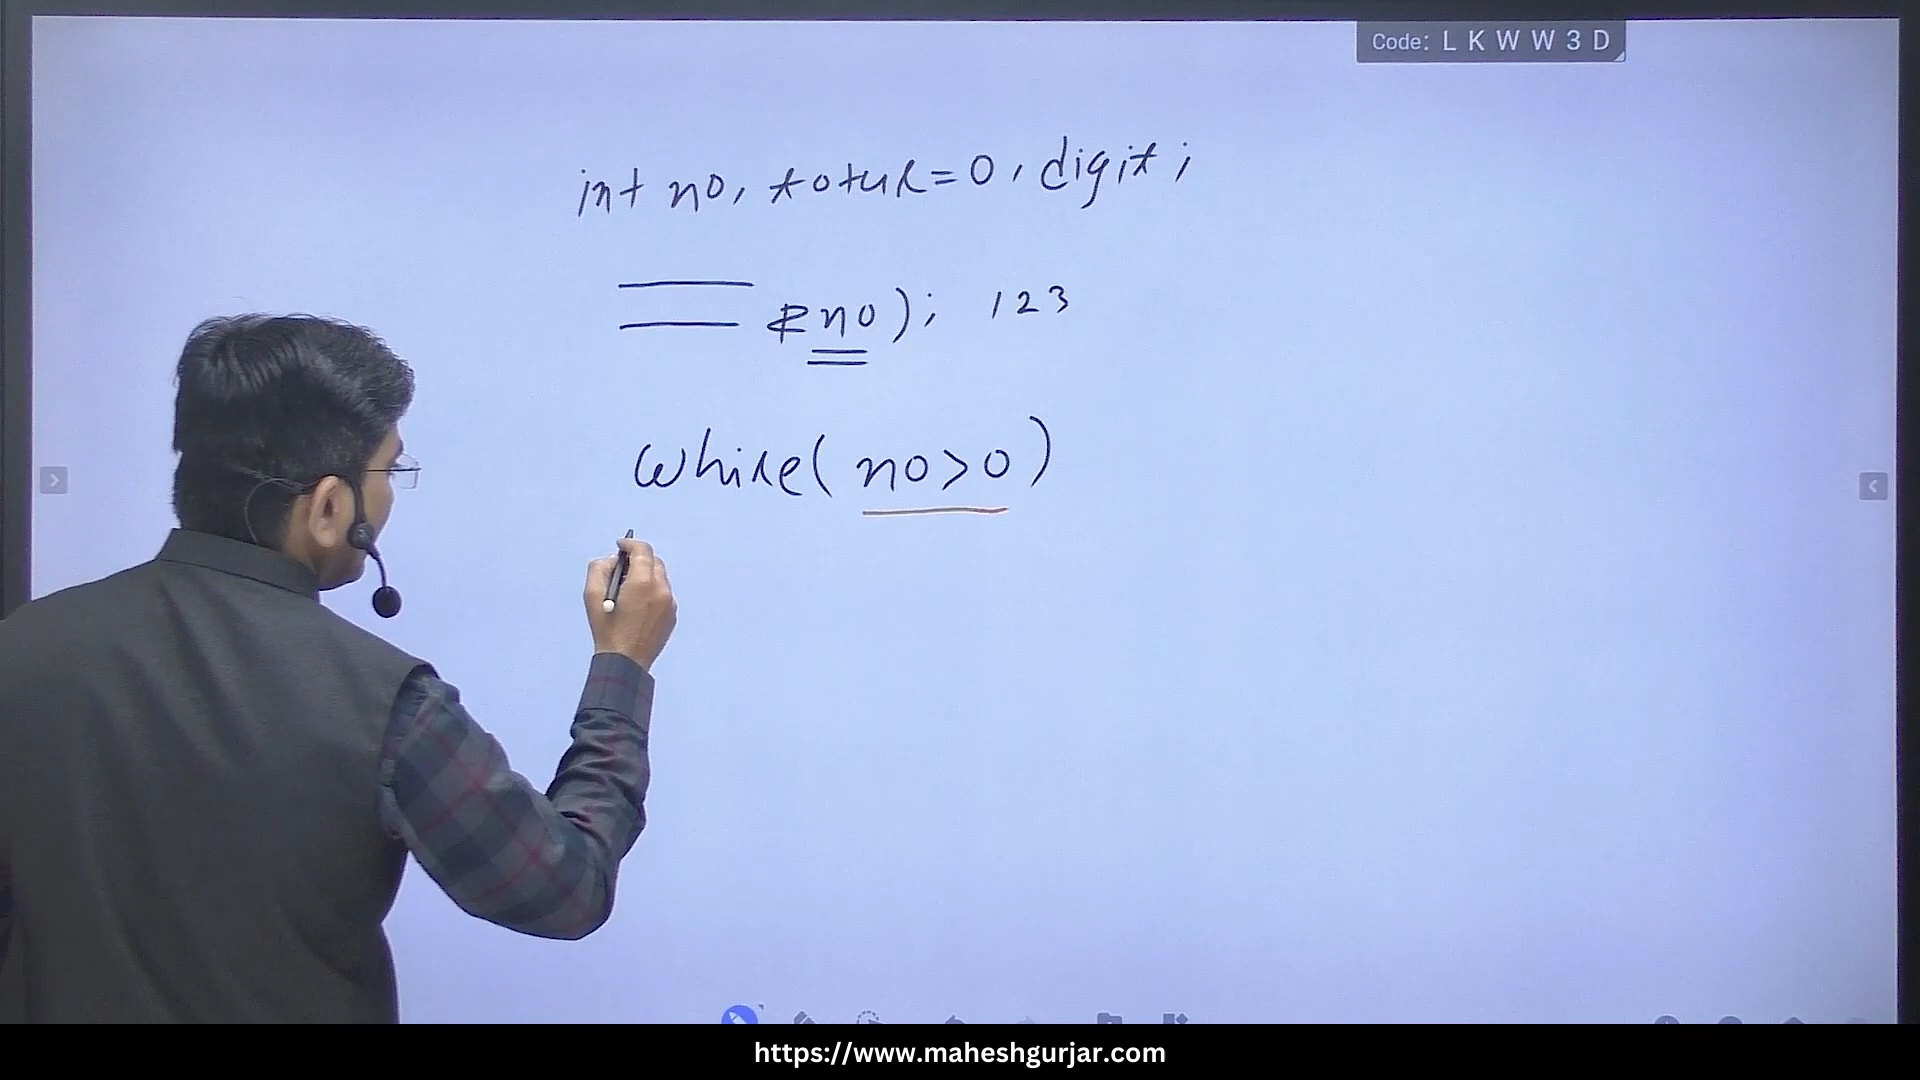 Code: LKWW3D
int no, total=0, digit;
&no); 123
while(no>0)
https://www.maheshgurjar.com